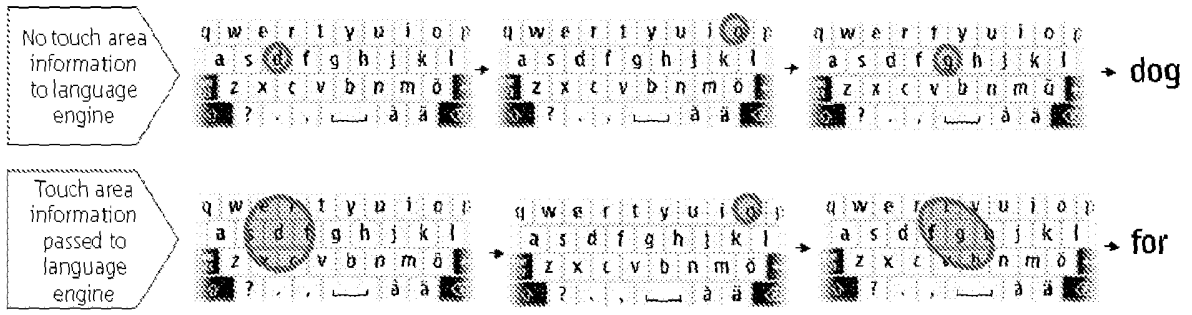 No touch area
information
to language
engine
q w e r t y u i o p
a s d f g h j k l
z x c v b n m ö
? . , à ä
q w e r t y u i o p
a s d f g h j k l
z x c v b n m ö
? . , à ä
q w e r t y u i o p
a s d f g h j k l
z x c v b n m ö
? . , à ä
dog
Touch area
information
passed to
language
engine
q w e r t y u i o p
a d f g h j k l
z x c v b n m ö
? . , à ä
q w e r t y u i o p
a s d f g h j k l
z x c v b n m ö
? . , à ä
q w e r u i o p
a s d f g h j k l
z x c v n m ö
? . , à ä
for